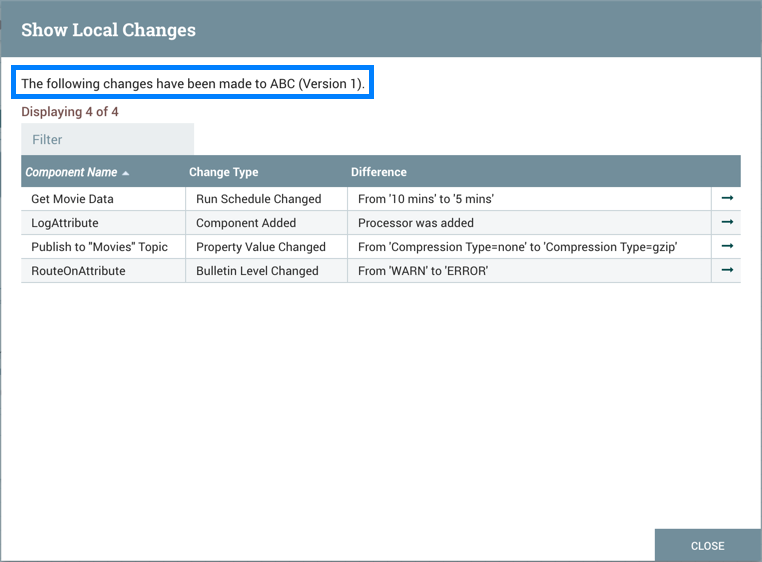 Show Local Changes
The following changes have been made to ABC (Version 1).
Displaying 4 of 4
Filter
Component Name Change Type Difference
Get Movie Data Run Schedule Changed From '10 mins' to '5 mins'
LogAttribute Component Added Processor was added
Publish to "Movies" Topic Property Value Changed From 'Compression Type=none' to 'Compression Type=gzip'
RouteOnAttribute Bulletin Level Changed From 'WARN' to 'ERROR'
CLOSE